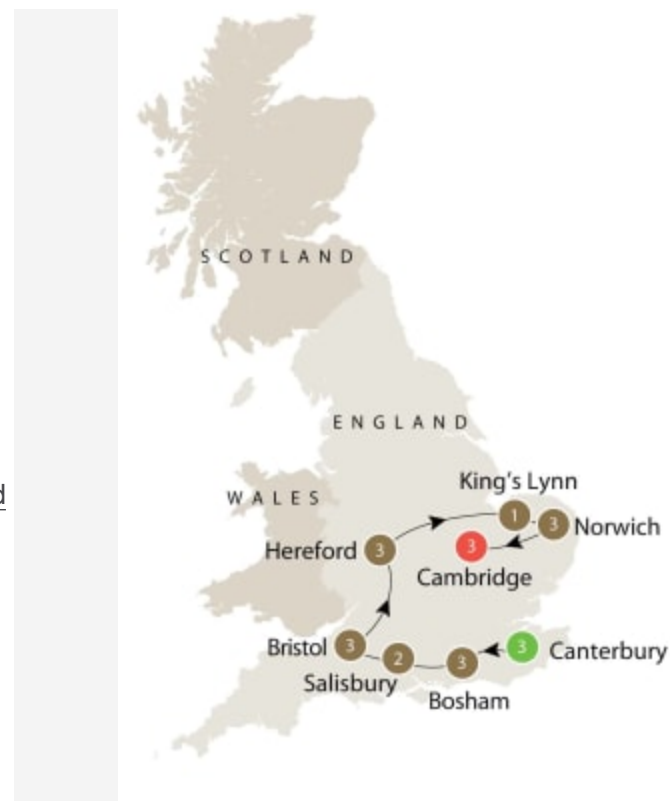 SCOTLAND
ENGLAND
d
WALES
King's Lynn
1
3
Norwich
Hereford
3
3
Cambridge
Bristol
3
2
3
3
Canterbury
Salisbury
Bosham